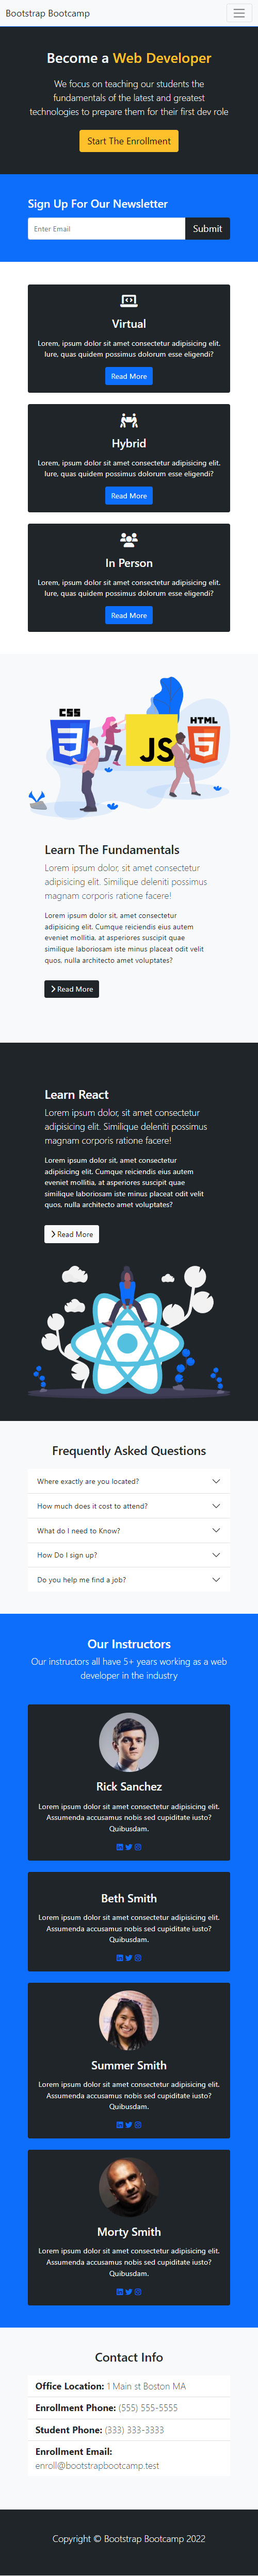 Bootstrap Bootcamp
Become a Web Developer
We focus on teaching our students the
fundamentals of the latest and greatest
technologies to prepare them for their first dev role
Start The Enrollment
Sign Up For Our Newsletter
Enter Email
Submit
Virtual
Lorem, ipsum dolor sit amet consectetur adipisicing elit.
Iure, quas quidem possimus dolorum esse eligendi?
Read More
Hybrid
Lorem, ipsum dolor sit amet consectetur adipisicing elit.
Iure, quas quidem possimus dolorum esse eligendi?
Read More
In Person
Lorem, ipsum dolor sit amet consectetur adipisicing elit.
Iure, quas quidem possimus dolorum esse eligendi?
Read More
CSS
HTML
3
JS
5
Learn The Fundamentals
Lorem ipsum dolor, sit amet consectetur
adipisicing elit. Similique deleniti possimus
magnam corporis ratione facere!
Lorem ipsum dolor sit, amet consectetur
adipisicing elit. Cumque reiciendis eius autem
eveniet mollitia, at asperiores suscipit quae
similique laboriosam iste minus placeat odit velit
quos, nulla architecto amet voluptates?
Read More
Learn React
Lorem ipsum dolor, sit amet consectetur
adipisicing elit. Similique deleniti possimus
magnam corporis ratione facere!
Lorem ipsum dolor sit, amet consectetur
adipisicing elit. Cumque reiciendis eius autem
eveniet mollitia, at asperiores suscipit quae
similique laboriosam iste minus placeat odit velit
quos, nulla architecto amet voluptates?
Read More
Frequently Asked Questions
Where exactly are you located?
How much does it cost to attend?
What do I need to Know?
How Do I sign up?
Do you help me find a job?
Our Instructors
Our instructors all have 5+ years working as a web
developer in the industry
Rick Sanchez
Lorem ipsum dolor sit amet consectetur adipisicing elit.
Assumenda accusamus nobis sed cupiditate iusto?
Quibusdam.
Beth Smith
Lorem ipsum dolor sit amet consectetur adipisicing elit.
Assumenda accusamus nobis sed cupiditate iusto?
Quibusdam.
Summer Smith
Lorem ipsum dolor sit amet consectetur adipisicing elit.
Assumenda accusamus nobis sed cupiditate iusto?
Quibusdam.
Morty Smith
Lorem ipsum dolor sit amet consectetur adipisicing elit.
Assumenda accusamus nobis sed cupiditate iusto?
Quibusdam.
Contact Info
Office Location: 1 Main st Boston MA
Enrollment Phone: (555) 555-5555
Student Phone: (333) 333-3333
Enrollment Email:
enroll@bootstrapbootcamp.test
Copyright © Bootstrap Bootcamp 2022